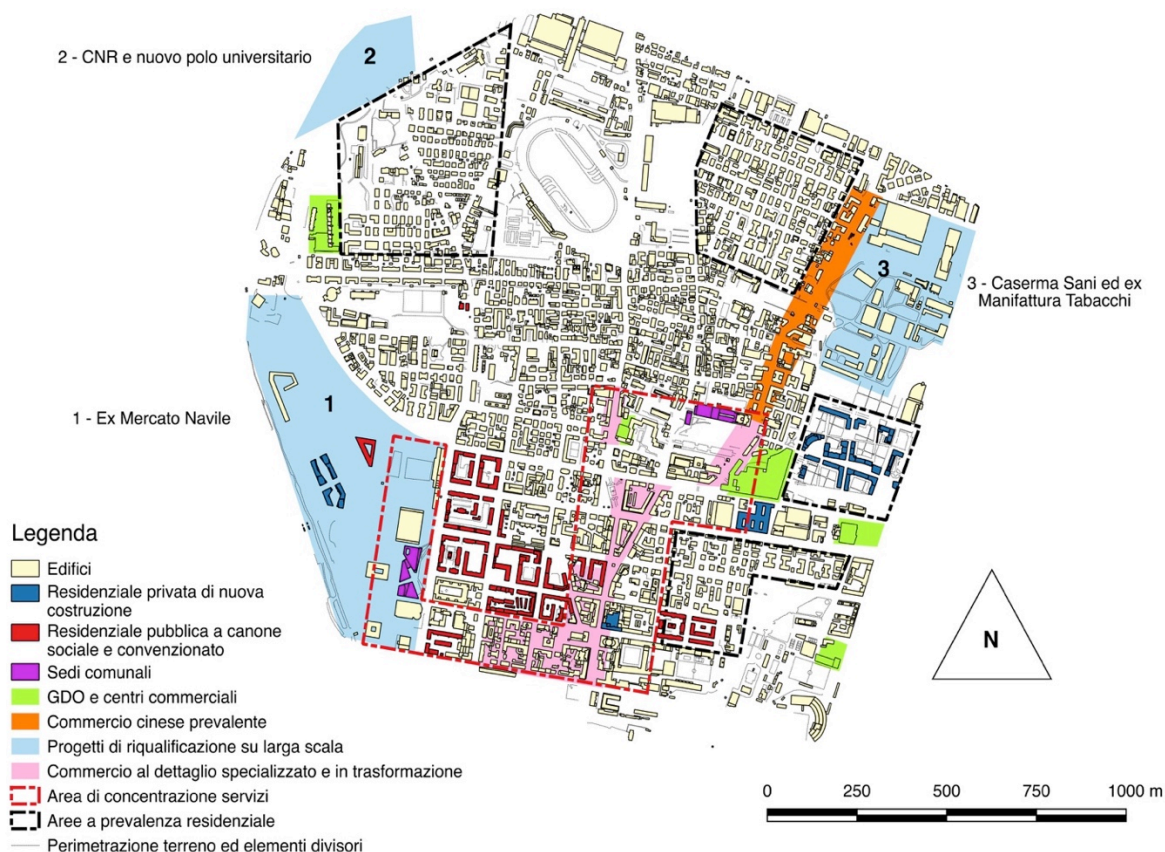 2 - CNR e nuovo polo universitario
2
3
3 - Caserma Sani ed ex
Manifattura Tabacchi
1
1 - Ex Mercato Navile
Legenda
Edifici
Residenziale privata di nuova
costruzione
Residenziale pubblica a canone
sociale e convenzionato
Sedi comunali
GDO e centri commerciali
Commercio cinese prevalente
Progetti di riqualificazione su larga scala
Commercio al dettaglio specializzato e in trasformazione
Area di concentrazione servizi
Aree a prevalenza residenziale
Perimetrazione terreno ed elementi divisori
N
0 250 500 750 1000 m